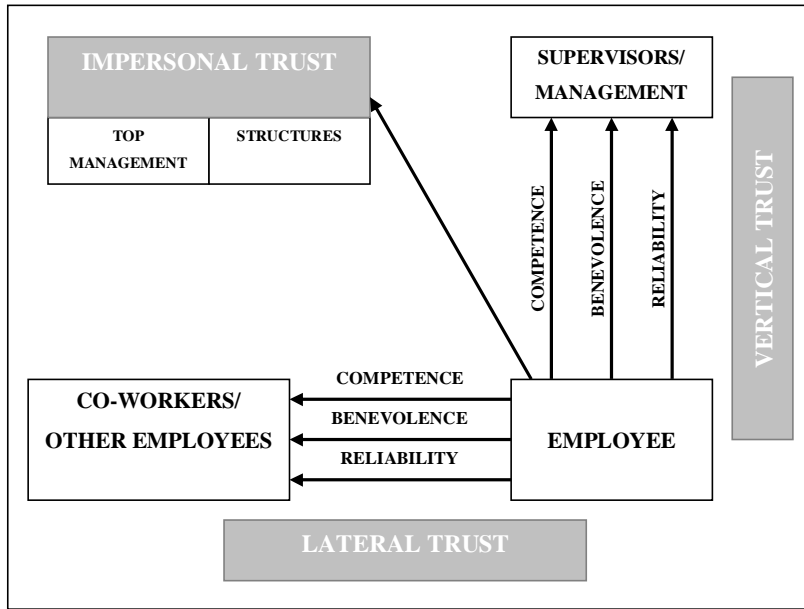 IMPERSONAL TRUST
TOP
MANAGEMENT
STRUCTURES
SUPERVISORS/
MANAGEMENT
COMPETENCE
BENEVOLENCE
RELIABILITY
VERTICAL TRUST
CO-WORKERS/
OTHER EMPLOYEES
COMPETENCE
BENEVOLENCE
RELIABILITY
EMPLOYEE
LATERAL TRUST